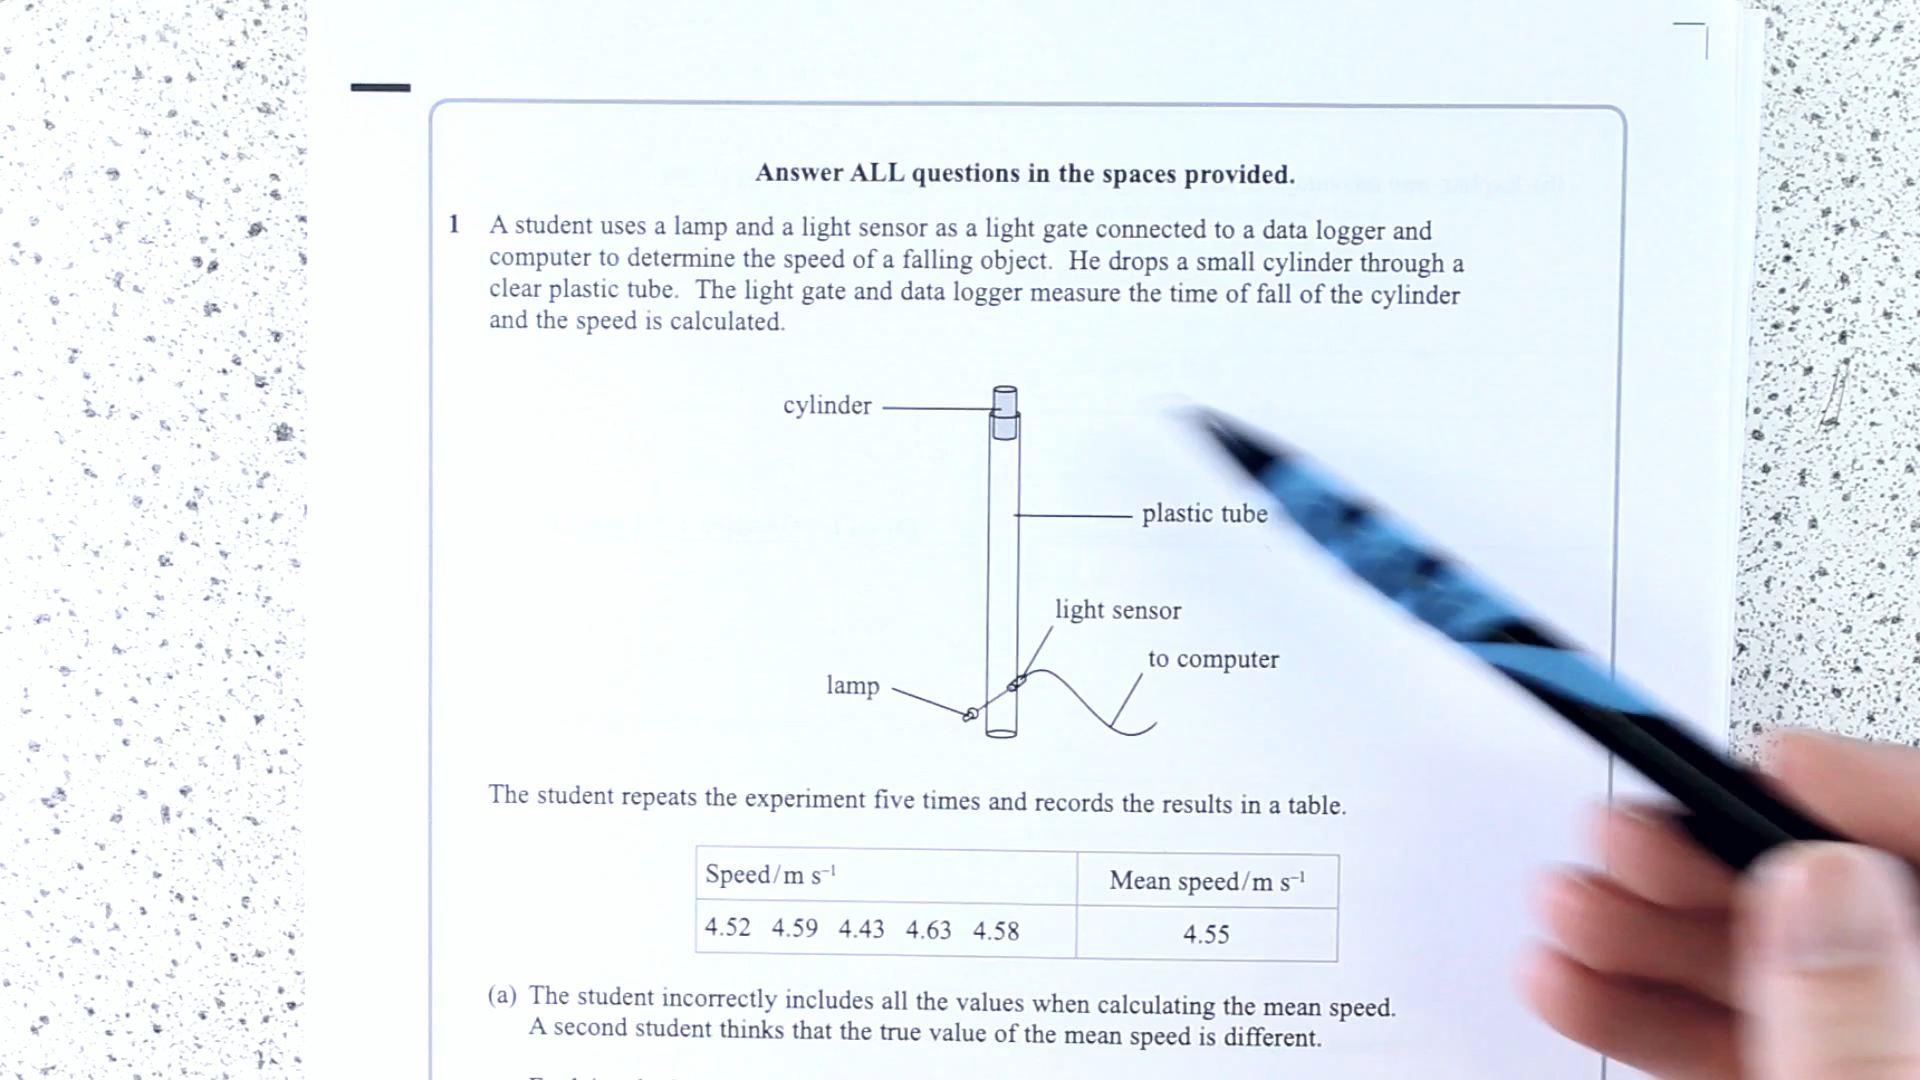 Answer ALL questions in the spaces provided.
1 A student uses a lamp and a light sensor as a light gate connected to a data logger and
computer to determine the speed of a falling object. He drops a small cylinder through a
clear plastic tube. The light gate and data logger measure the time of fall of the cylinder
and the speed is calculated.
cylinder
plastic tube
light sensor
to computer
lamp
The student repeats the experiment five times and records the results in a table.
Speed/m s⁻¹ Mean speed/m s⁻¹
4.52 4.59 4.43 4.63 4.58 4.55
(a) The student incorrectly includes all the values when calculating the mean speed.
A second student thinks that the true value of the mean speed is different.